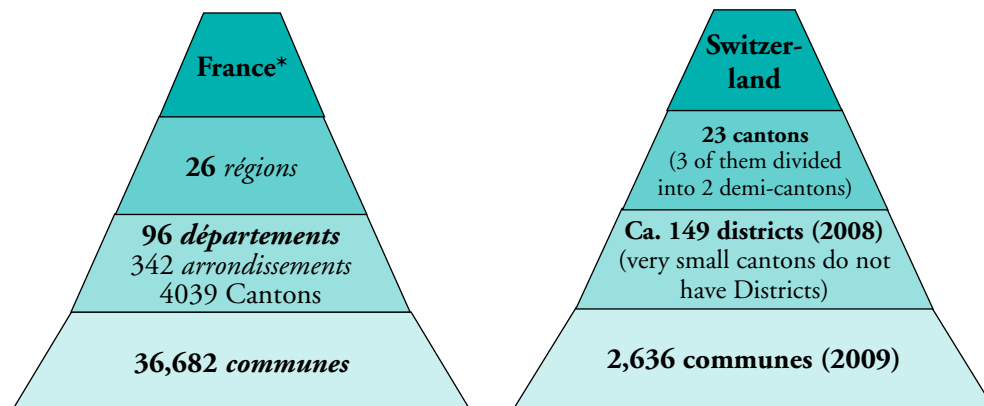 France*
26 régions
96 départements
342 arrondissements
4039 Cantons
36,682 communes
Switzer-
land
23 cantons
(3 of them divided
into 2 demi-cantons)
Ca. 149 districts (2008)
(very small cantons do not
have Districts)
2,636 communes (2009)